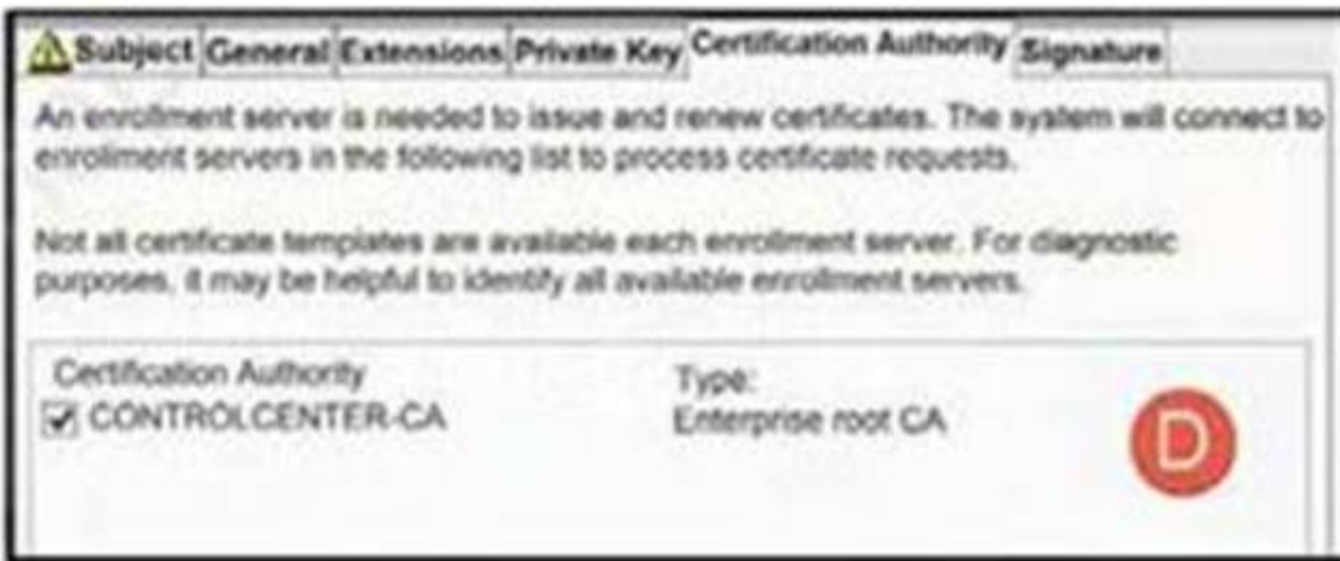 Subject General Extensions Private Key Certification Authority Signature
An enrollment server is needed to issue and renew certificates. The system will connect to
enrollment servers in the following list to process certificate requests.
Not all certificate templates are available each enrollment server. For diagnostic
purposes, it may be helpful to identify all available enrollment servers.
Certification Authority Type:
CONTROLCENTER-CA Enterprise root CA
D